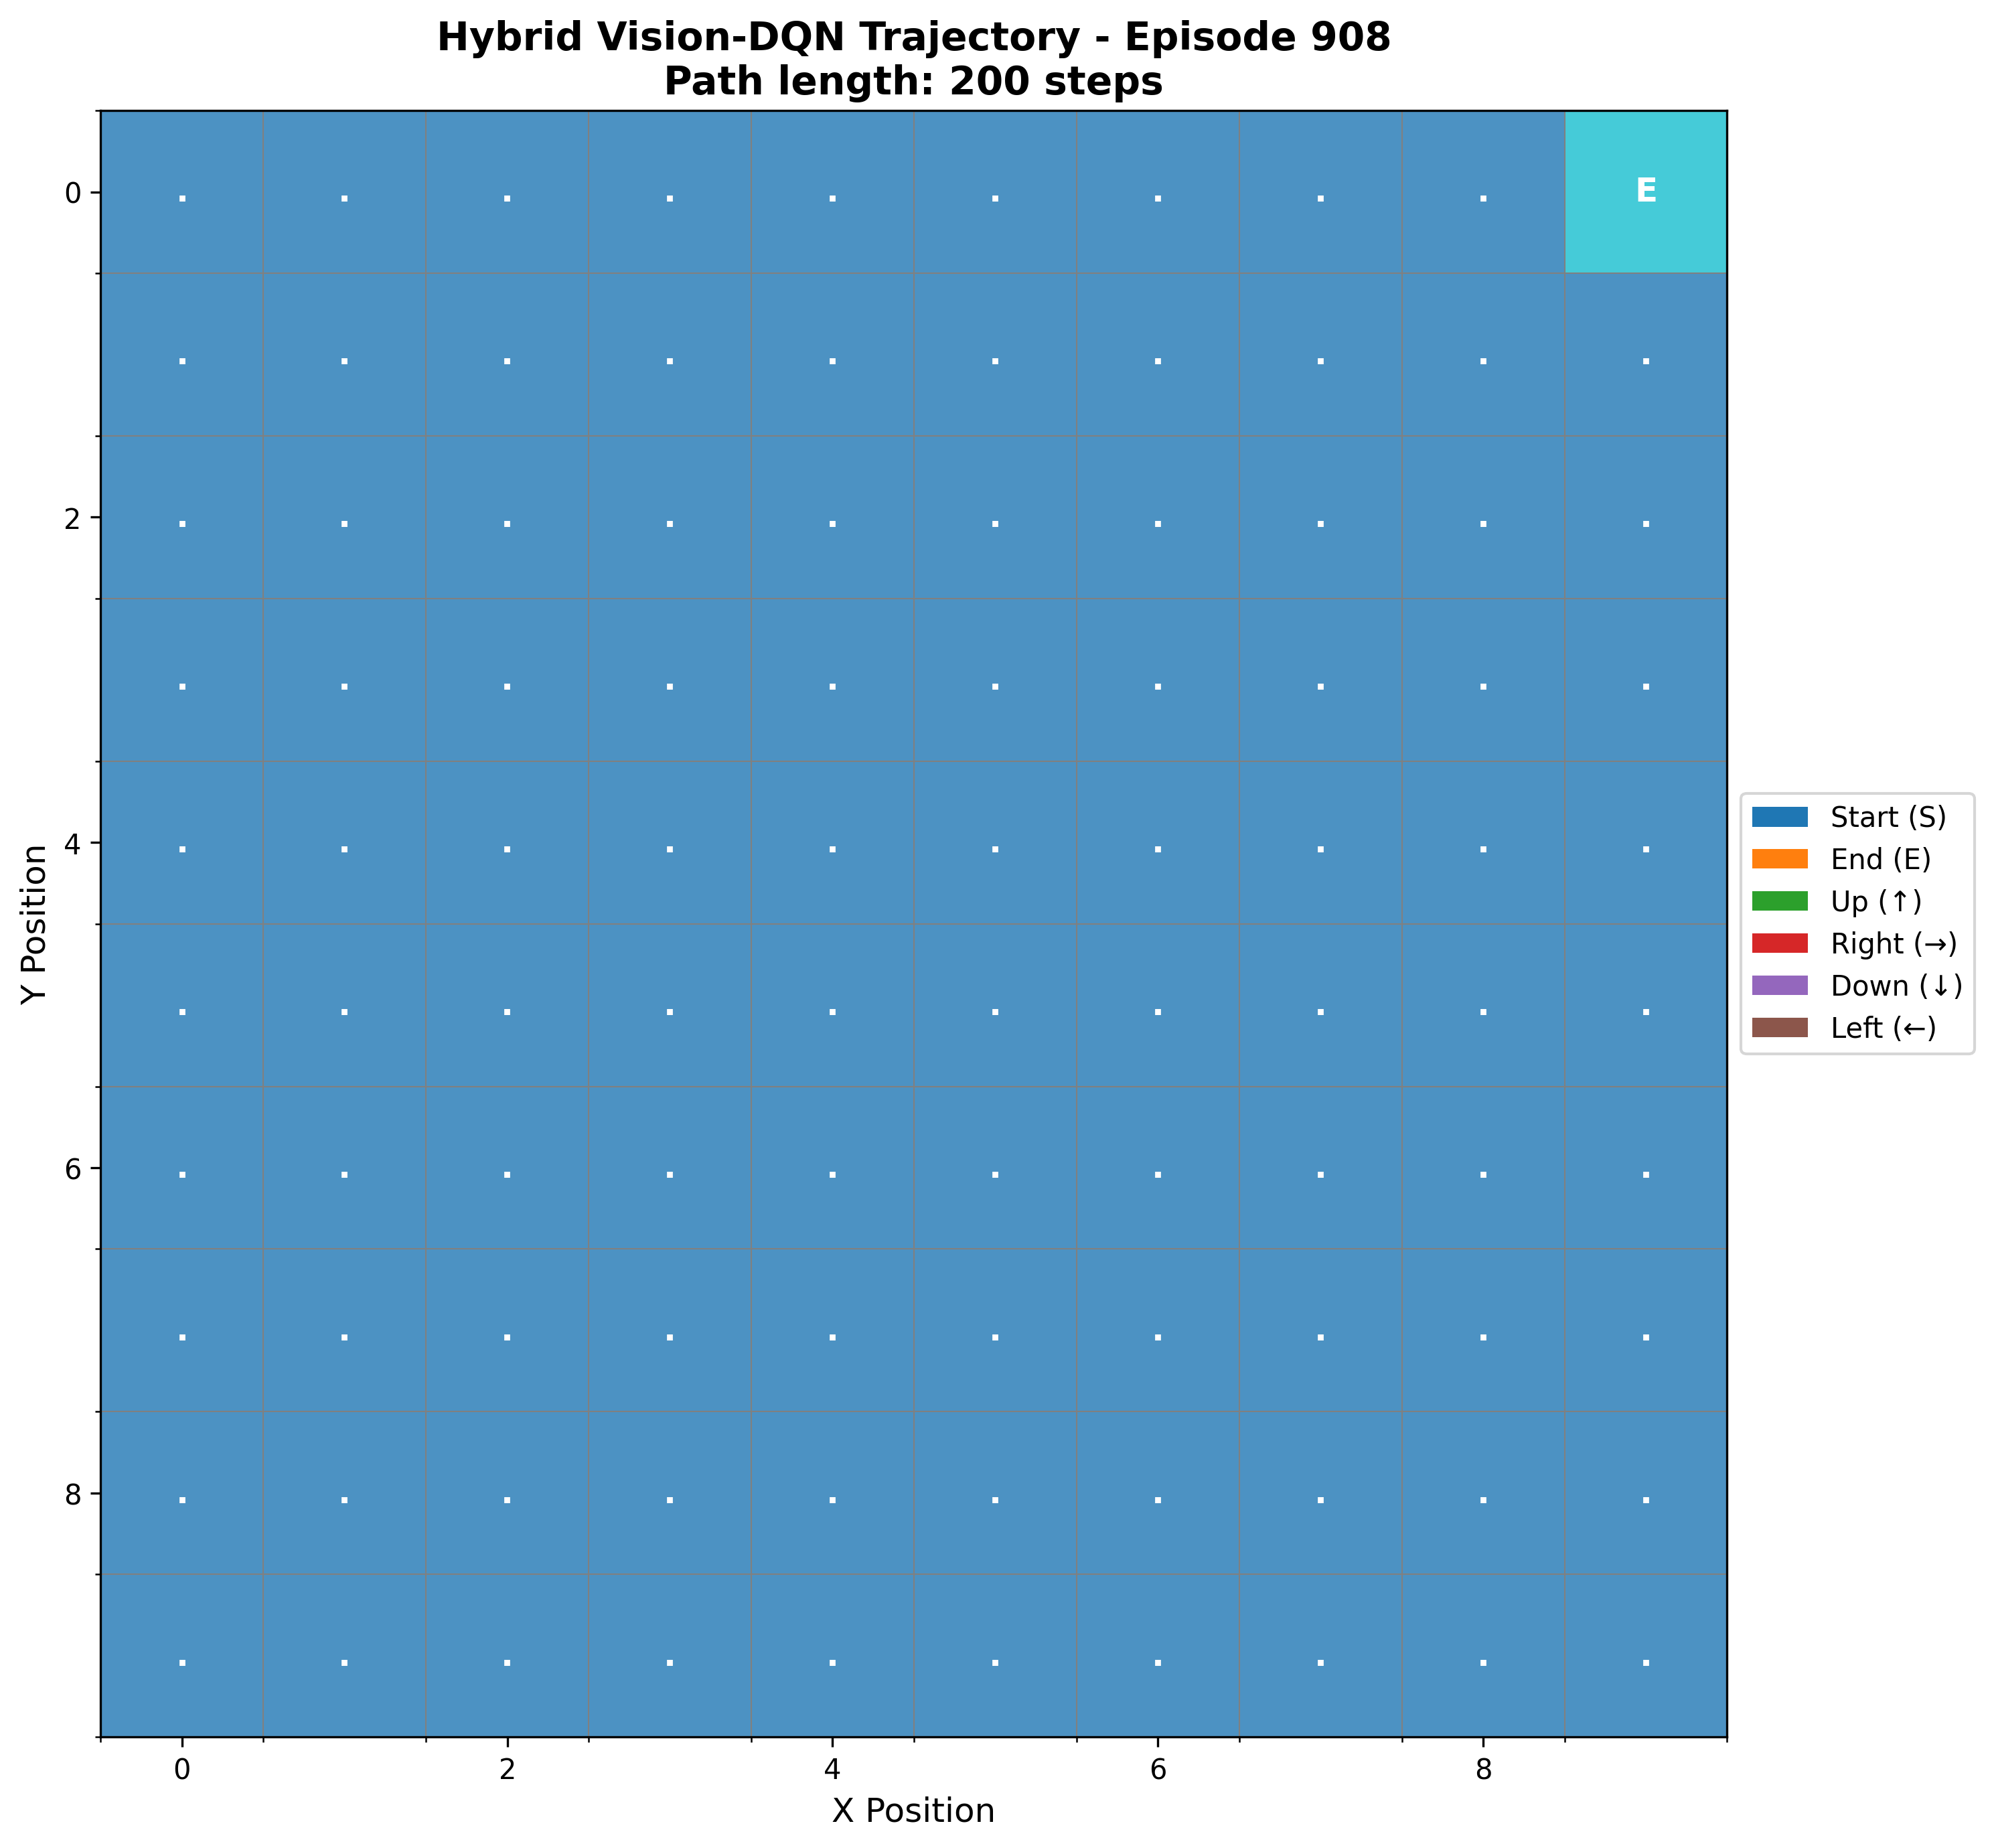 Hybrid Vision-DQN Trajectory - Episode 908
Path length: 200 steps
. . . . . . . . . E
. . . . . . . . . .
. . . . . . . . . .
. . . . . . . . . .
. . . . . . . . . .
. . . . . . . . . .
. . . . . . . . . .
. . . . . . . . . .
. . . . . . . . . .
. . . . . . . . . .
0
2
4
6
8
Y Position
0 2 4 6 8
X Position
Start (S)
End (E)
Up (↑)
Right (→)
Down (↓)
Left (←)